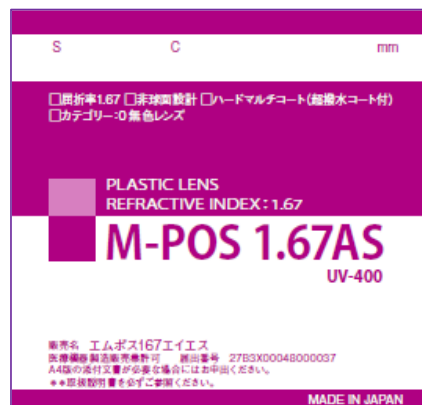 S C mm
□屈折率1.67 □非球面設計 □ハードマルチコート(超撥水コート付)
□カテゴリー:0 無色レンズ
PLASTIC LENS
REFRACTIVE INDEX:1.67
M-POS 1.67AS
UV-400
販売名 エムポス167エイエス
医療機器製造販売業許可 届出番号 27B3X00048000037
A4版の添付文書が必要な場合にはお申出ください。
**取扱説明書を必ずご参照ください。
MADE IN JAPAN